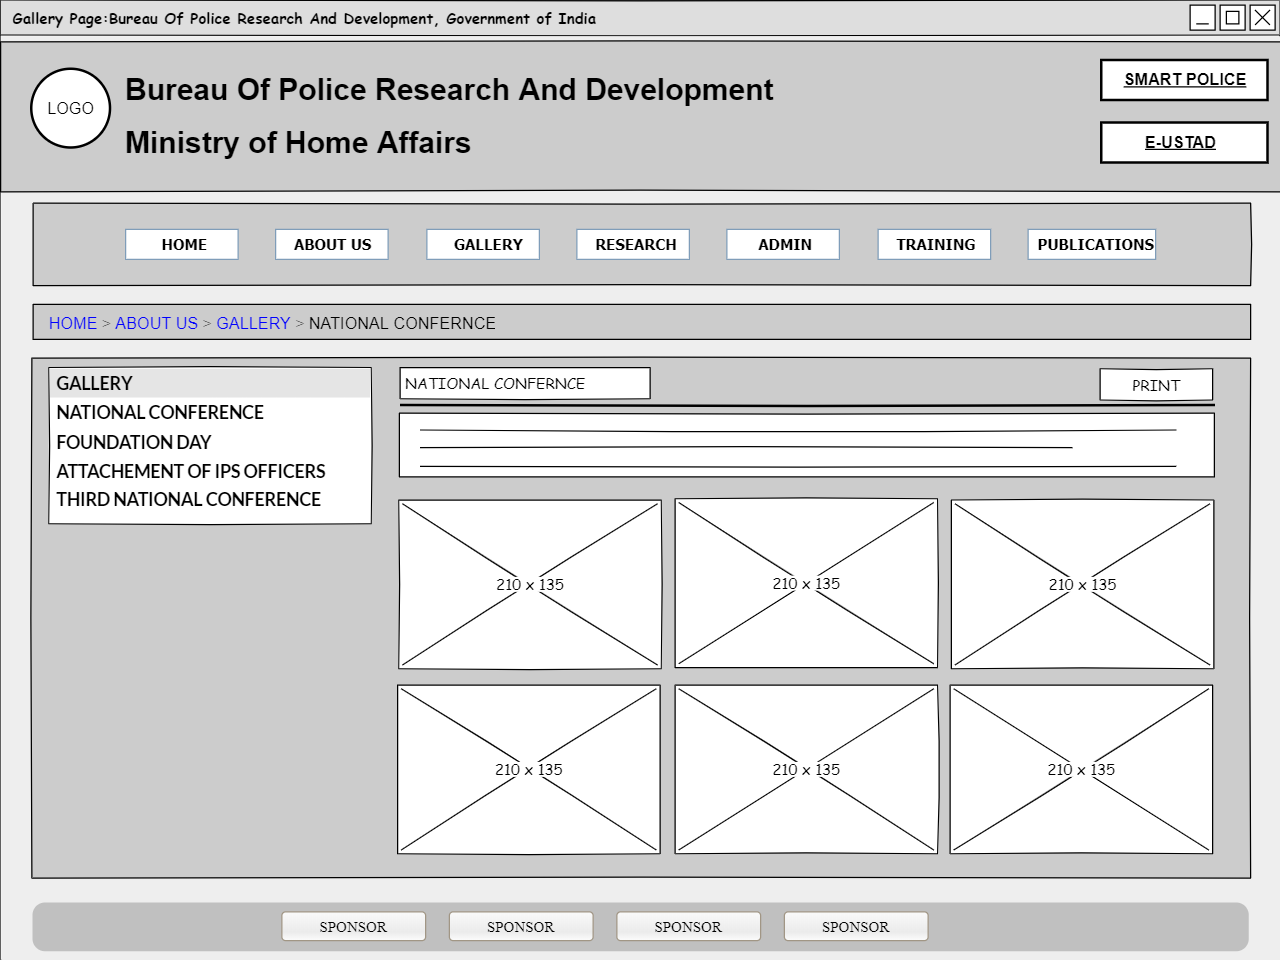 Gallery Page:Bureau Of Police Research And Development, Government of India
LOGO
Bureau Of Police Research And Development
Ministry of Home Affairs
SMART POLICE
E-USTAD
HOME ABOUT US GALLERY RESEARCH ADMIN TRAINING PUBLICATIONS
HOME > ABOUT US > GALLERY > NATIONAL CONFERNCE
GALLERY
NATIONAL CONFERENCE
FOUNDATION DAY
ATTACHEMENT OF IPS OFFICERS
THIRD NATIONAL CONFERENCE
NATIONAL CONFERNCE
PRINT
210 x 135 210 x 135 210 x 135
210 x 135 210 x 135 210 x 135
SPONSOR SPONSOR SPONSOR SPONSOR